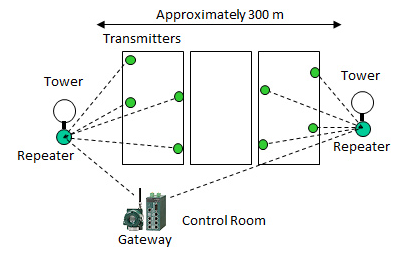 Approximately 300 m
Transmitters
Tower
Tower
Repeater
Repeater
Control Room
Gateway